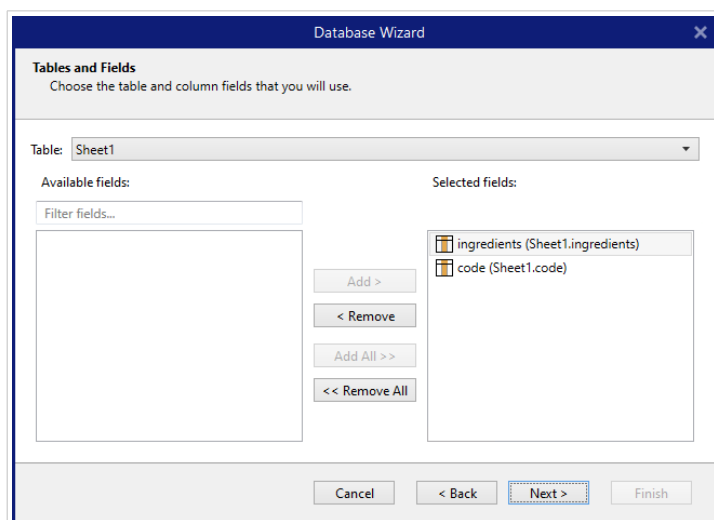 Database Wizard
Tables and Fields
Choose the table and column fields that you will use.
Table: Sheet1
Available fields:
Selected fields:
Filter fields...
ingredients (Sheet1.ingredients)
code (Sheet1.code)
Add >
< Remove
Add All >>
<< Remove All
Cancel < Back Next > Finish